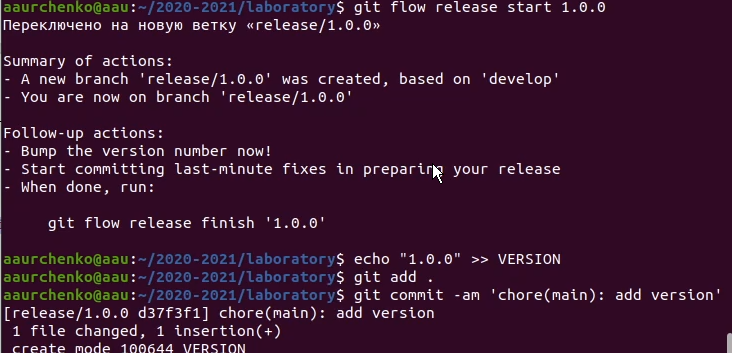 aaurchenko@aau:~/2020-2021/laboratory$ git flow release start 1.0.0
Переключено на новую ветку «release/1.0.0»
Summary of actions:
- A new branch 'release/1.0.0' was created, based on 'develop'
- You are now on branch 'release/1.0.0'
Follow-up actions:
- Bump the version number now!
- Start committing last-minute fixes in preparing your release
- When done, run:
git flow release finish '1.0.0'
aaurchenko@aau:~/2020-2021/laboratory$ echo "1.0.0" >> VERSION
aaurchenko@aau:~/2020-2021/laboratory$ git add .
aaurchenko@aau:~/2020-2021/laboratory$ git commit -am 'chore(main): add version'
[release/1.0.0 d37f3f1] chore(main): add version
1 file changed, 1 insertion(+)
create mode 100644 VERSION